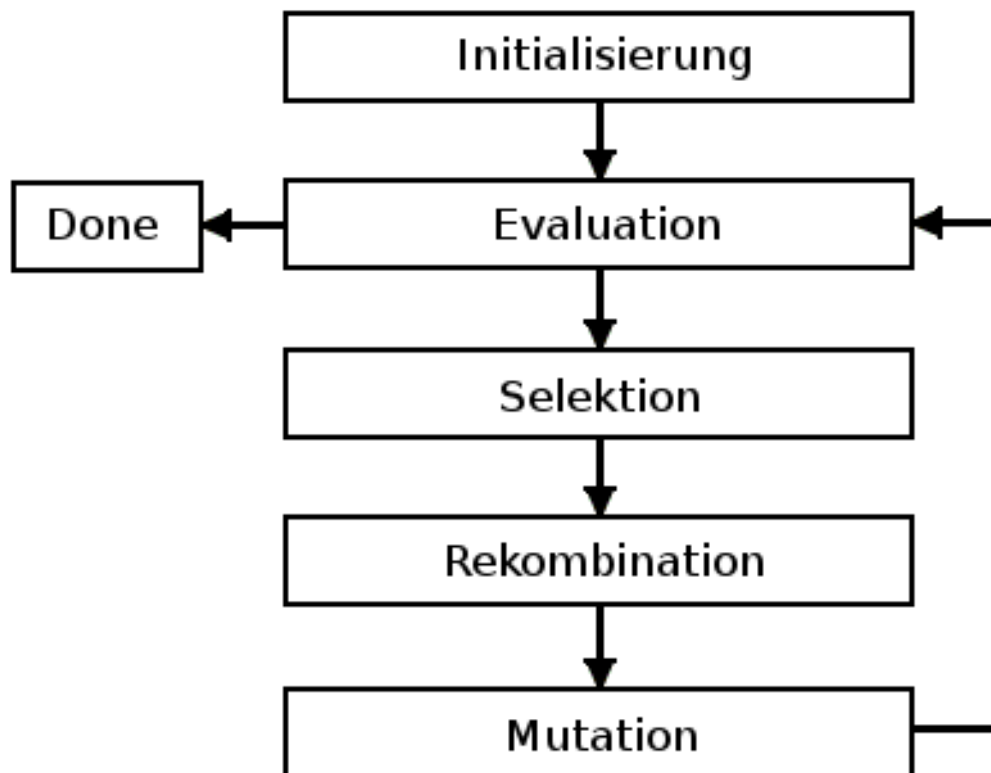 Initialisierung
Done
Evaluation
Selektion
Rekombination
Mutation